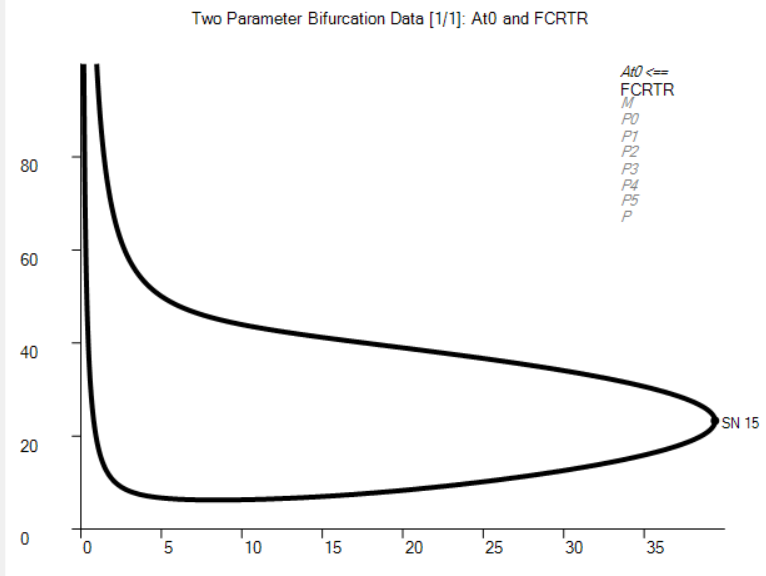 Two Parameter Bifurcation Data [1/1]: At0 and FCRTR
At0 <==
FCRTR
M
P0
P1
P2
P3
P4
P5
P
80
60
40
20
0
SN 15
0 5 10 15 20 25 30 35